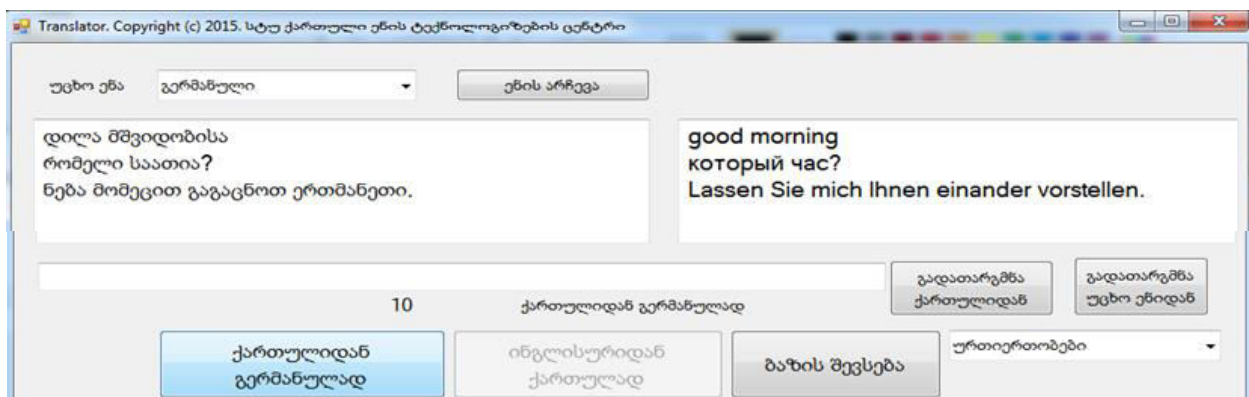 Translator. Copyright (c) 2015. სტუ ქართული ენის ტექნოლოგიზების ცენტრი
უცხო ენა გერმანული ენის არჩევა
დილა მშვიდობისა
რომელი საათია?
ნება მომეცით გაგაცნოთ ერთმანეთი.
good morning
который час?
Lassen Sie mich Ihnen einander vorstellen.
გადათარგმნა
ქართულიდან
გადათარგმნა
უცხო ენიდან
10 ქართულიდან გერმანულად
ქართულიდან
გერმანულად
ინგლისურიდან
ქართულად
ბაზის შევსება
ურთიერთობები